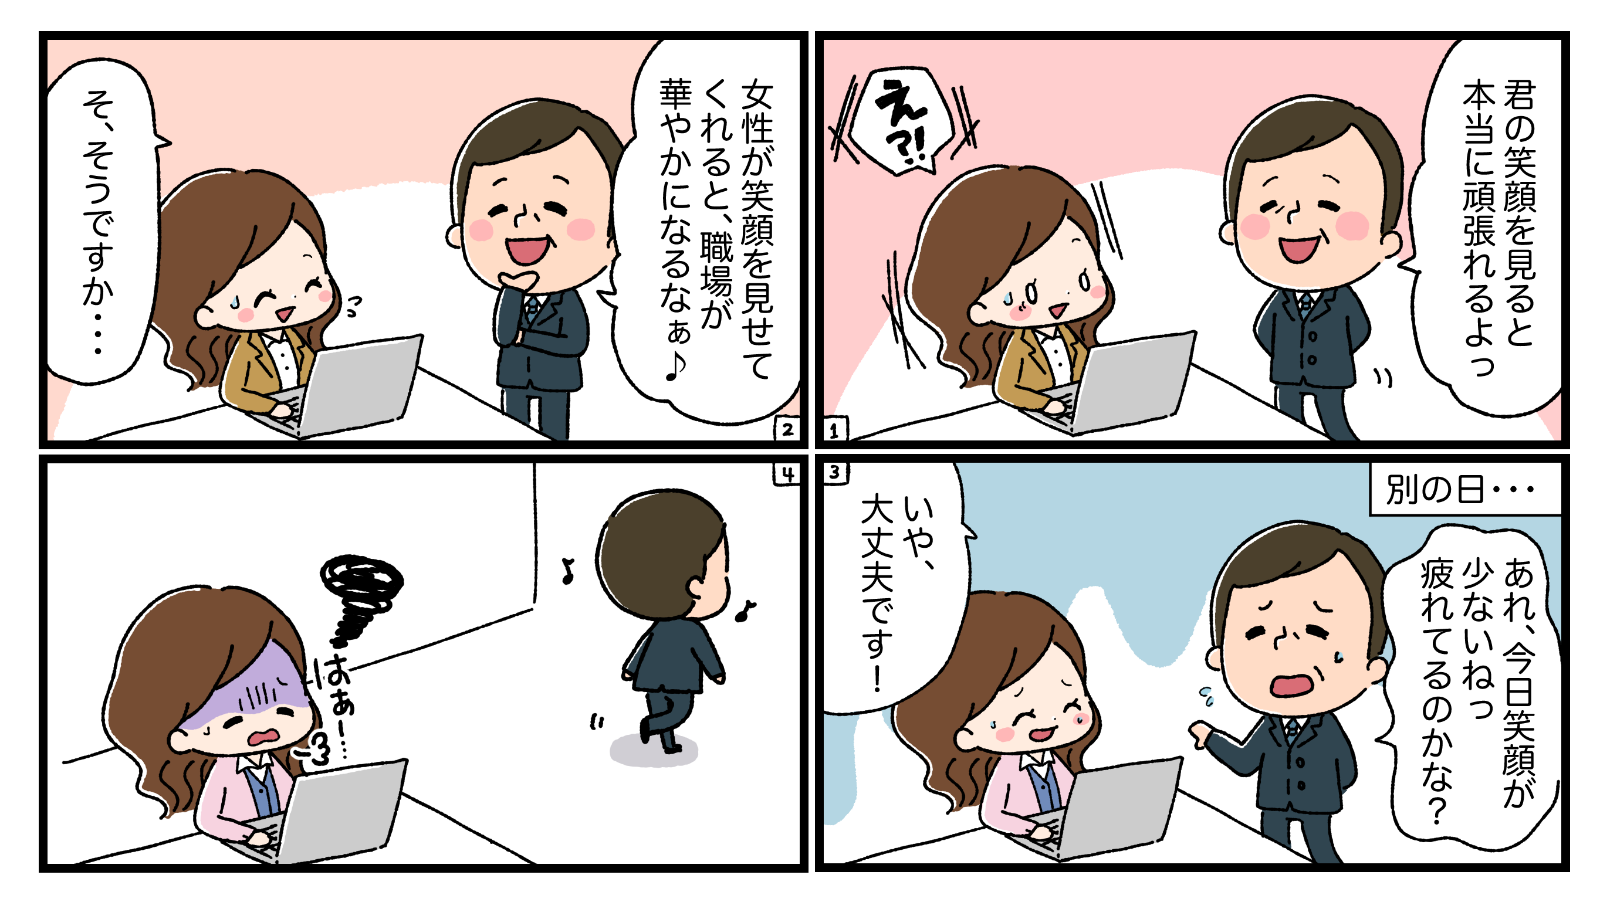 君の笑顔を見ると
本当に頑張れるよっ
え?!
1
女性が笑顔を見せて
くれると、職場が
華やかになるなぁ♪
そ、そうですか・・・
2
別の日・・・
あれ、今日笑顔が
少ないねっ
疲れてるのかな？
いや、
大丈夫です！
3
はぁー…
4